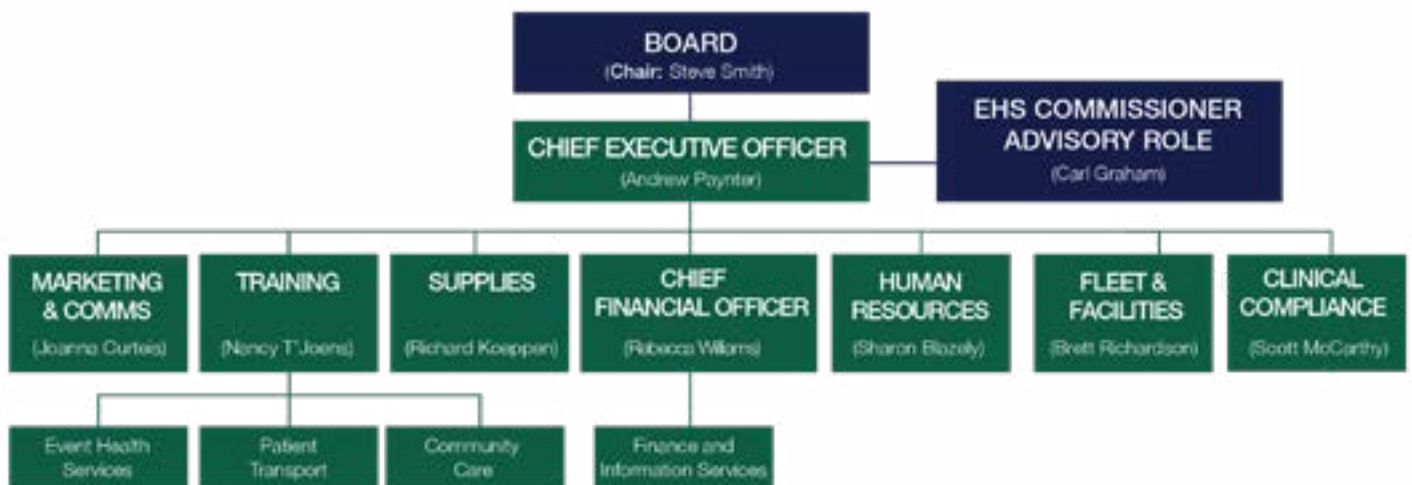 BOARD
(Chair: Steve Smith)
EHS COMMISSIONER
ADVISORY ROLE
(Carl Graham)
CHIEF EXECUTIVE OFFICER
(Andrew Paynter)
MARKETING
& COMMS
(Joanna Curteis)
TRAINING
(Nancy T'Joens)
SUPPLIES
(Richard Koeppen)
CHIEF
FINANCIAL OFFICER
(Rebecca Williams)
HUMAN
RESOURCES
(Sharon Blazely)
FLEET &
FACILITIES
(Brett Richardson)
CLINICAL
COMPLIANCE
(Scott McCarthy)
Event Health
Services
Patient
Transport
Community
Care
Finance and
Information Services